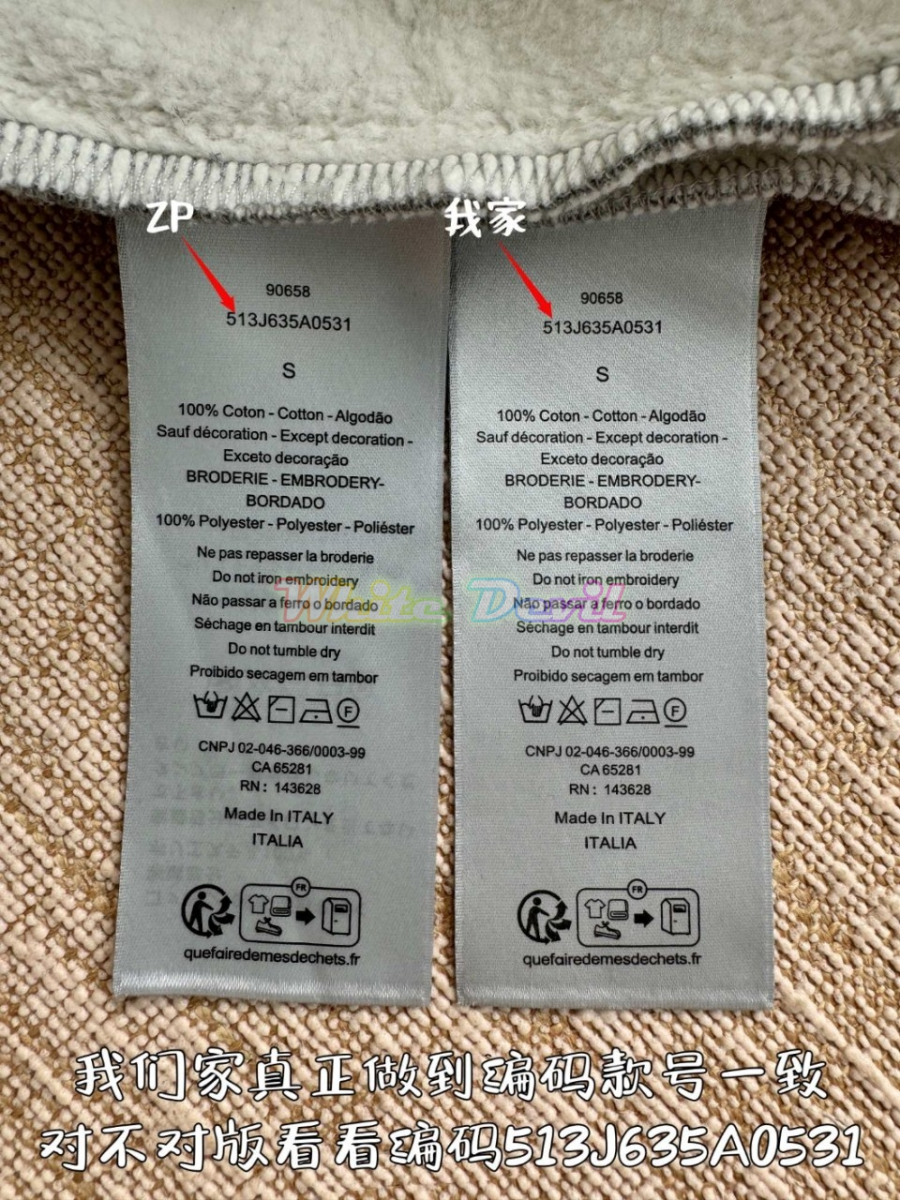 ZP
90658
513J635A0531
S
100% Coton - Cotton - Algodão
Sauf décoration - Except decoration -
Exceto decoração
BRODERIE - EMBRODERY-
BORDADO
100% Polyester - Polyester - Poliéster
Ne pas repasser la broderie
Do not iron embroidery
Não passar a ferro o bordado
Séchage en tambour interdit
Do not tumble dry
Proibido secagem em tambor
F
CNPJ 02-046-366/0003-99
CA 65281
RN : 143628
Made In ITALY
ITALIA
FR
quefairedemesdechets.fr
我家
90658
513J635A0531
S
100% Coton - Cotton - Algodão
Sauf décoration - Except decoration -
Exceto decoração
BRODERIE - EMBRODERY-
BORDADO
100% Polyester - Polyester - Poliéster
Ne pas repasser la broderie
Do not iron embroidery
Não passar a ferro o bordado
Séchage en tambour interdit
Do not tumble dry
Proibido secagem em tambor
F
CNPJ 02-046-366/0003-99
CA 65281
RN : 143628
Made In ITALY
ITALIA
FR
quefairedemesdechets.fr
White Devil
我们家真正做到编码款号一致
对不对版看看编码513J635A0531